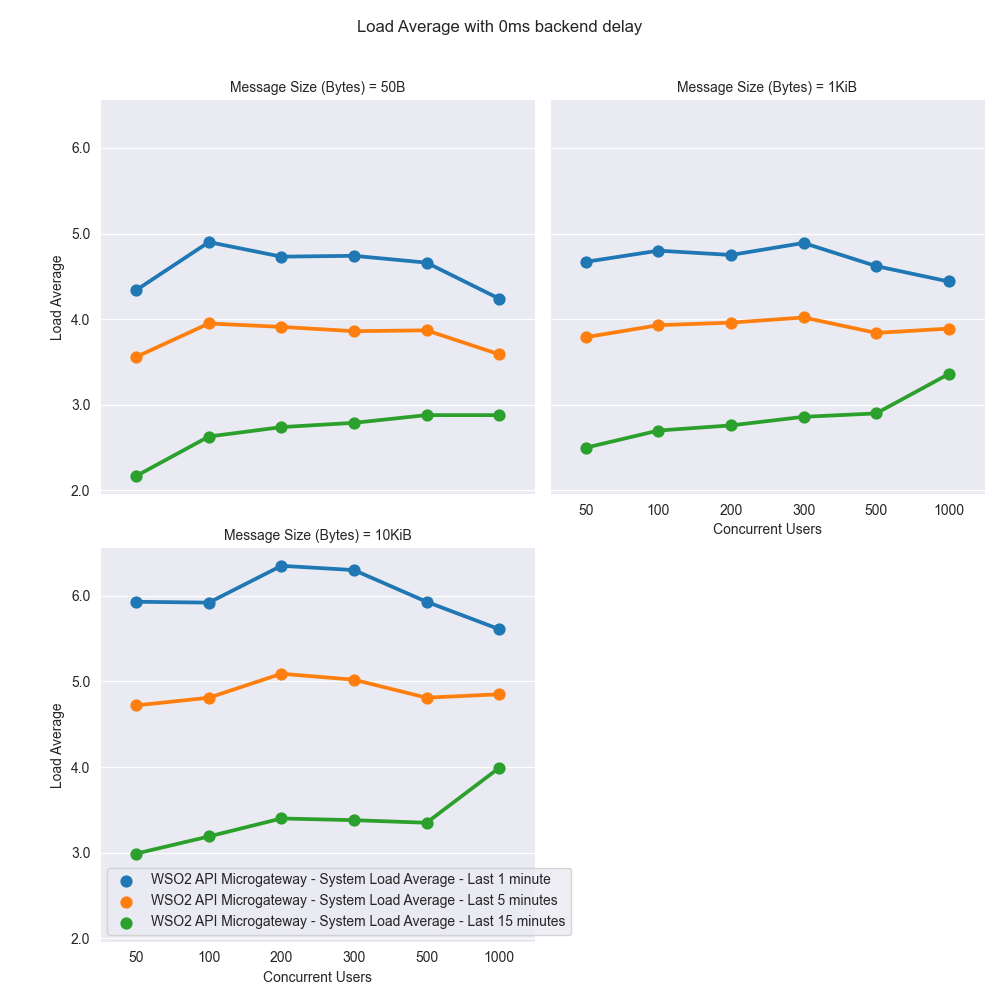 Load Average with 0ms backend delay
Message Size (Bytes) = 50B
6.0
5.0
4.0
3.0
2.0
Load Average
Message Size (Bytes) = 1KiB
50 100 200 300 500 1000
Concurrent Users
Message Size (Bytes) = 10KiB
6.0
5.0
4.0
3.0
2.0
Load Average
WSO2 API Microgateway - System Load Average - Last 1 minute
WSO2 API Microgateway - System Load Average - Last 5 minutes
WSO2 API Microgateway - System Load Average - Last 15 minutes
50 100 200 300 500 1000
Concurrent Users